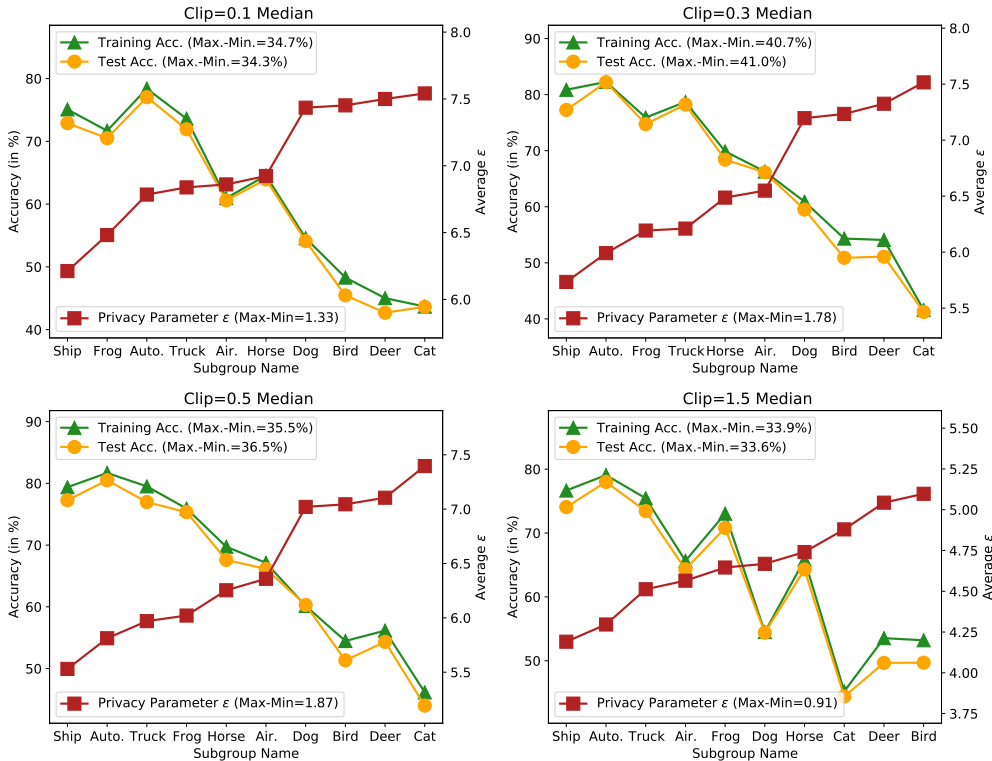 Clip=0.1 Median
Training Acc. (Max.-Min.=34.7%)
Test Acc. (Max.-Min.=34.3%)
Privacy Parameter ε (Max-Min=1.33)
Accuracy (in %)
80
70
60
50
40
Average ε
8.0
7.5
7.0
6.5
6.0
Ship Frog Auto. Truck Air. Horse Dog Bird Deer Cat
Subgroup Name
Clip=0.3 Median
Training Acc. (Max.-Min.=40.7%)
Test Acc. (Max.-Min.=41.0%)
Privacy Parameter ε (Max-Min=1.78)
Accuracy (in %)
90
80
70
60
50
40
Average ε
8.0
7.5
7.0
6.5
6.0
5.5
Ship Auto. Frog Truck Horse Air. Dog Bird Deer Cat
Subgroup Name
Clip=0.5 Median
Training Acc. (Max.-Min.=35.5%)
Test Acc. (Max.-Min.=36.5%)
Privacy Parameter ε (Max-Min=1.87)
Accuracy (in %)
90
80
70
60
50
Average ε
7.5
7.0
6.5
6.0
5.5
Ship Auto. Truck Frog Horse Air. Dog Bird Deer Cat
Subgroup Name
Clip=1.5 Median
Training Acc. (Max.-Min.=33.9%)
Test Acc. (Max.-Min.=33.6%)
Privacy Parameter ε (Max-Min=0.91)
Accuracy (in %)
80
70
60
50
Average ε
5.50
5.25
5.00
4.75
4.50
4.25
4.00
3.75
Ship Auto. Truck Air. Frog Dog Horse Cat Deer Bird
Subgroup Name